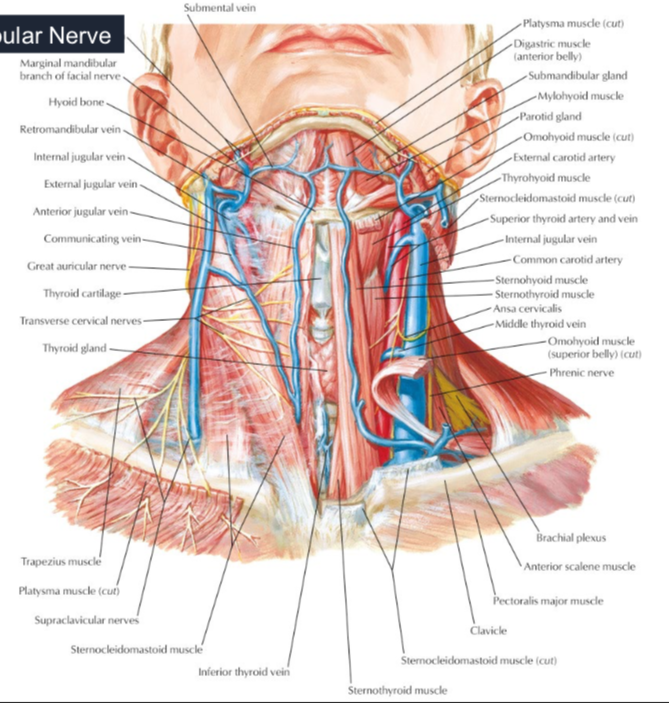 Submental vein
ular Nerve
Marginal mandibular
branch of facial nerve
Hyoid bone
Retromandibular vein
Internal jugular vein
External jugular vein
Anterior jugular vein
Communicating vein
Great auricular nerve
Thyroid cartilage
Transverse cervical nerves
Thyroid gland
Platysma muscle (cut)
Digastric muscle
(anterior belly)
Submandibular gland
Mylohyoid muscle
Parotid gland
Omohyoid muscle (cut)
External carotid artery
Thyrohyoid muscle
Sternocleidomastoid muscle (cut)
Superior thyroid artery and vein
Internal jugular vein
Common carotid artery
Sternohyoid muscle
Sternothyroid muscle
Ansa cervicalis
Middle thyroid vein
Omohyoid muscle
(superior belly) (cut)
Phrenic nerve
Trapezius muscle
Platysma muscle (cut)
Supraclavicular nerves
Sternocleidomastoid muscle
Inferior thyroid vein
Sternothyroid muscle
Sternocleidomastoid muscle (cut)
Clavicle
Pectoralis major muscle
Anterior scalene muscle
Brachial plexus